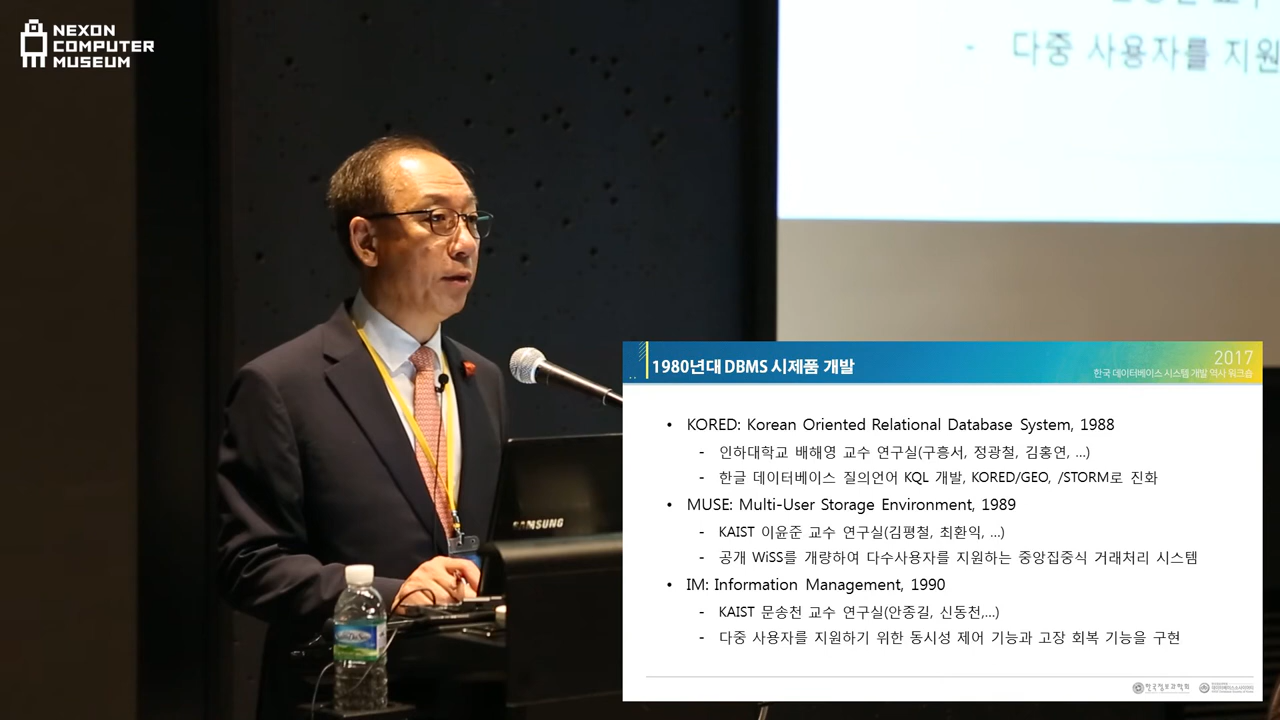 NEXON
COMPUTER
MUSEUM
다중 사용자를 지원
SAMSUNG
1980년대 DBMS 시제품 개발
2017
한국 데이터베이스 시스템 개발 역사 워크숍
• KORED: Korean Oriented Relational Database System, 1988
- 인하대학교 배해영 교수 연구실(구흥서, 정광철, 김홍연, ...)
- 한글 데이터베이스 질의언어 KQL 개발, KORED/GEO, /STORM로 진화
• MUSE: Multi-User Storage Environment, 1989
- KAIST 이윤준 교수 연구실(김평철, 최환익, ...)
- 공개 WiSS를 개량하여 다수사용자를 지원하는 중앙집중식 거래처리 시스템
• IM: Information Management, 1990
- KAIST 문송천 교수 연구실(안종길, 신동천,...)
- 다중 사용자를 지원하기 위한 동시성 제어 기능과 고장 회복 기능을 구현
한국정보과학회